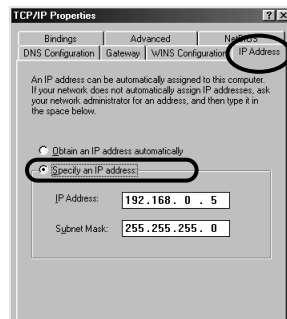 TCP/IP Properties
Bindings Advanced NetBIOS
DNS Configuration Gateway WINS Configuration IP Address
An IP address can be automatically assigned to this computer.
If your network does not automatically assign IP addresses, ask
your network administrator for an address, and then type it in
the space below.
Obtain an IP address automatically
Specify an IP address:
IP Address: 192.168. 0 . 5
Subnet Mask: 255.255.255. 0